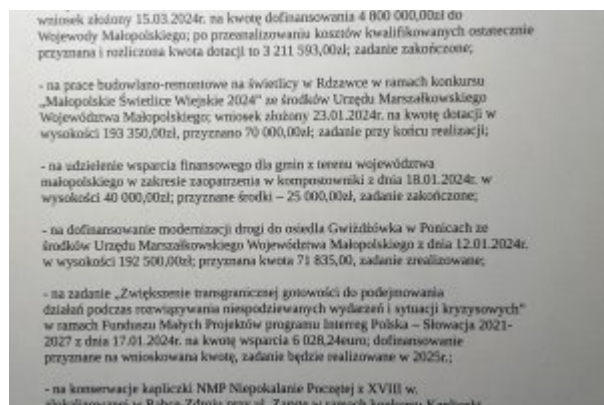 wniosek złożony 15.03.2024r. na kwotę dofinansowania 4 800 000,00zł do
Wojewody Małopolskiego; po przeanalizowaniu kosztów kwalifikowanych ostatecznie
przyznana i rozliczona kwota dotacji to 3 211 593,00zł; zadanie zakończone;
- na prace budowlano-remontowe na świetlicy w Rdzawce w ramach konkursu
„Małopolskie Świetlice Wiejskie 2024" ze środków Urzędu Marszałkowskiego
Województwa Małopolskiego; wniosek złożony 23.01.2024r. na kwotę dotacji w
wysokości 193 350,00zł, przyznano 70 000,00zł; zadanie przy końcu realizacji;
- na udzielenie wsparcia finansowego dla gmin z terenu województwa
małopolskiego w zakresie zaopatrzenia w kompostowniki z dnia 18.01.2024r. w
wysokości 40 000,00zł; przyznane środki – 25 000,00zł, zadanie zakończone;
- na dofinansowanie modernizacji drogi do osiedla Gwiżdżówka w Ponicach ze
środków Urzędu Marszałkowskiego Województwa Małopolskiego z dnia 12.01.2024r.
w wysokości 192 500,00zł; przyznana kwota 71 835,00, zadanie zrealizowane;
- na zadanie „Zwiększenie transgranicznej gotowości do podejmowania
działań podczas rozwiązywania niespodziewanych wydarzeń i sytuacji kryzysowych"
w ramach Funduszu Małych Projektów programu Interreg Polska – Słowacja 2021-
2027 z dnia 17.01.2024r. na kwotę wsparcia 6 028,24euro; dofinansowanie
przyznane na wnioskowaną kwotę, zadanie będzie realizowane w 2025r.;
- na konserwacje kapliczki NMP Niepokalanie Poczętej z XVIII w.
w Rabce Zdroju przy ul. w ramach konkursu